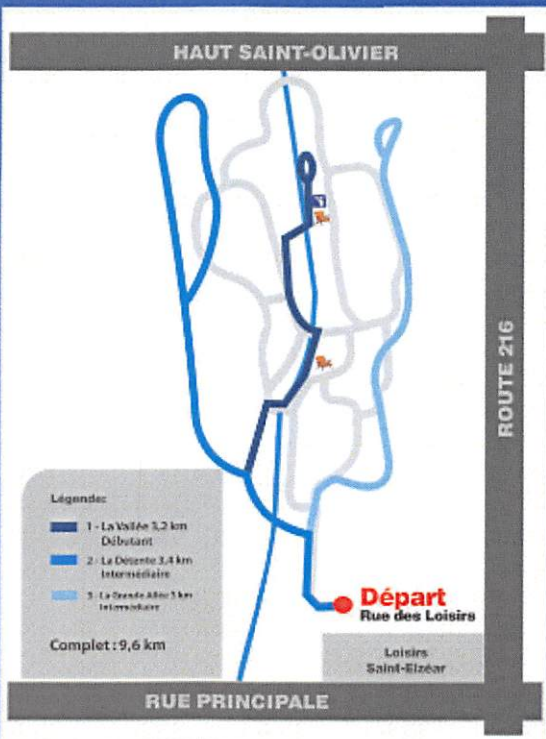 HAUT SAINT-OLIVIER
ROUTE 216
Légende:
1 - La Vallée 3,2 km
Débutant
2 - La Détente 3,4 km
Intermédiaire
3 - La Grande Allée 3 km
Intermédiaire
Complet : 9,6 km
Départ
Rue des Loisirs
Loisirs
Saint-Elzéar
RUE PRINCIPALE